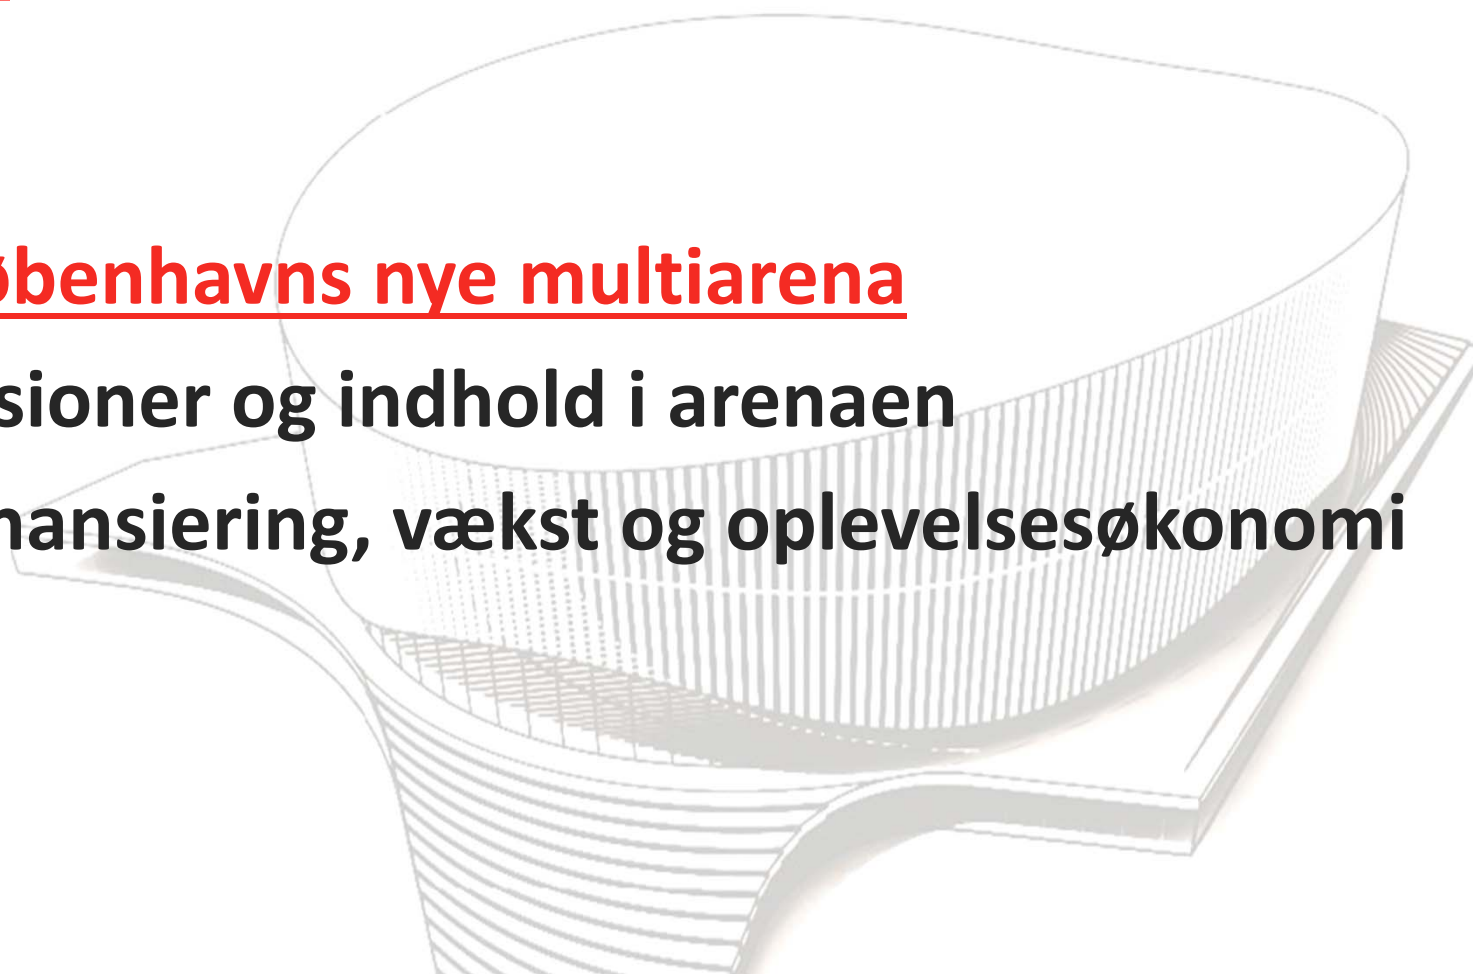 øbenhavns nye multiarena
sioner og indhold i arenaen
nansiering, vækst og oplevelsesøkonomi